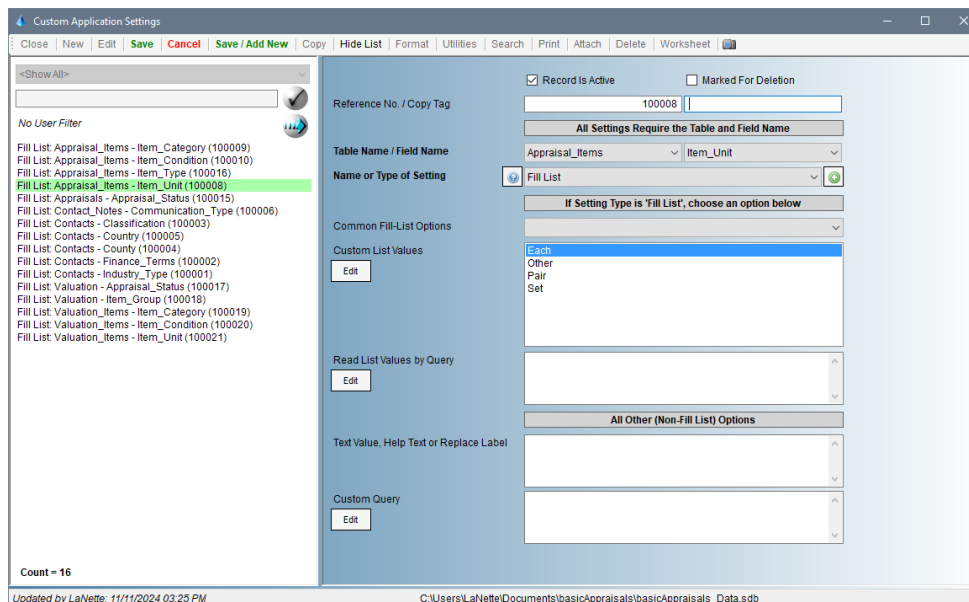 Custom Application Settings
Close New Edit Save Cancel Save / Add New Copy Hide List Format Utilities Search Print Attach Delete Worksheet
<Show All>
No User Filter
Fill List: Appraisal_Items - Item_Category (100009)
Fill List: Appraisal_Items - Item_Condition (100010)
Fill List: Appraisal_Items - Item_Type (100016)
Fill List: Appraisal_Items - Item_Unit (100008)
Fill List: Appraisals - Appraisal_Status (100015)
Fill List: Contact_Notes - Communication_Type (100006)
Fill List: Contacts - Classification (100003)
Fill List: Contacts - Country (100005)
Fill List: Contacts - County (100004)
Fill List: Contacts - Finance_Terms (100002)
Fill List: Contacts - Industry_Type (100001)
Fill List: Valuation - Appraisal_Status (100017)
Fill List: Valuation - Item_Group (100018)
Fill List: Valuation_Items - Item_Category (100019)
Fill List: Valuation_Items - Item_Condition (100020)
Fill List: Valuation_Items - Item_Unit (100021)
Count = 16
Record Is Active Marked For Deletion
Reference No. / Copy Tag 100008
All Settings Require the Table and Field Name
Table Name / Field Name Appraisal_Items Item_Unit
Name or Type of Setting Fill List
If Setting Type is 'Fill List', choose an option below
Common Fill-List Options
Custom List Values
Edit
Each
Other
Pair
Set
Read List Values by Query
Edit
All Other (Non-Fill List) Options
Text Value, Help Text or Replace Label
Custom Query
Edit
Updated by LaNette: 11/11/2024 03:25 PM C:\Users\LaNette\Documents\basicAppraisals\basicAppraisals_Data.sdb